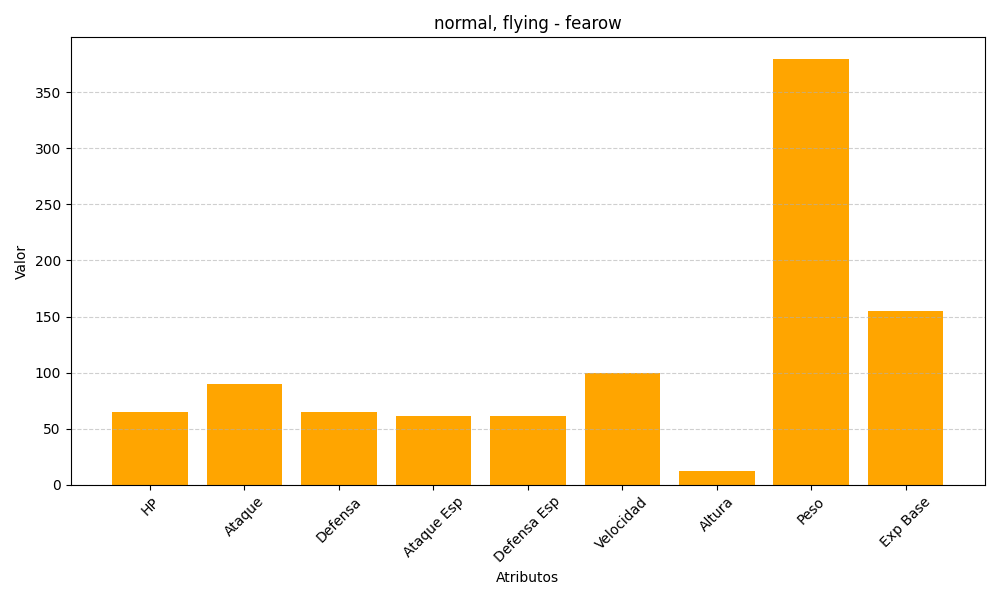 normal, flying - fearow
Valor
350
300
250
200
150
100
50
0
HP
Ataque
Defensa
Ataque Esp
Defensa Esp
Velocidad
Altura
Peso
Exp Base
Atributos